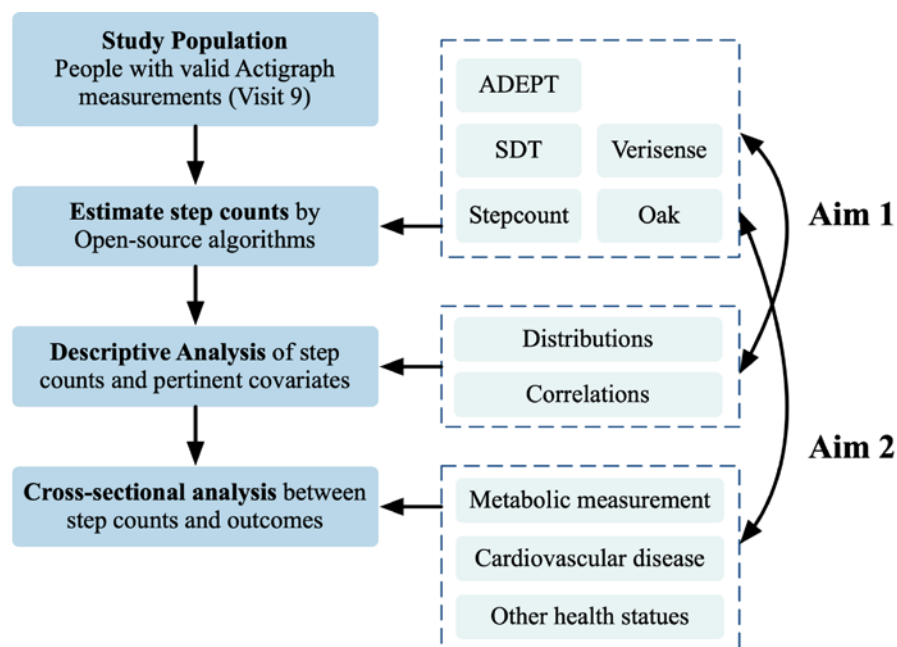 Study Population
People with valid Actigraph
measurements (Visit 9)
Estimate step counts by
Open-source algorithms
Descriptive Analysis of step
counts and pertinent covariates
Cross-sectional analysis between
step counts and outcomes
ADEPT
SDT
Verisense
Stepcount
Oak
Distributions
Correlations
Metabolic measurement
Cardiovascular disease
Other health statues
Aim 1
Aim 2